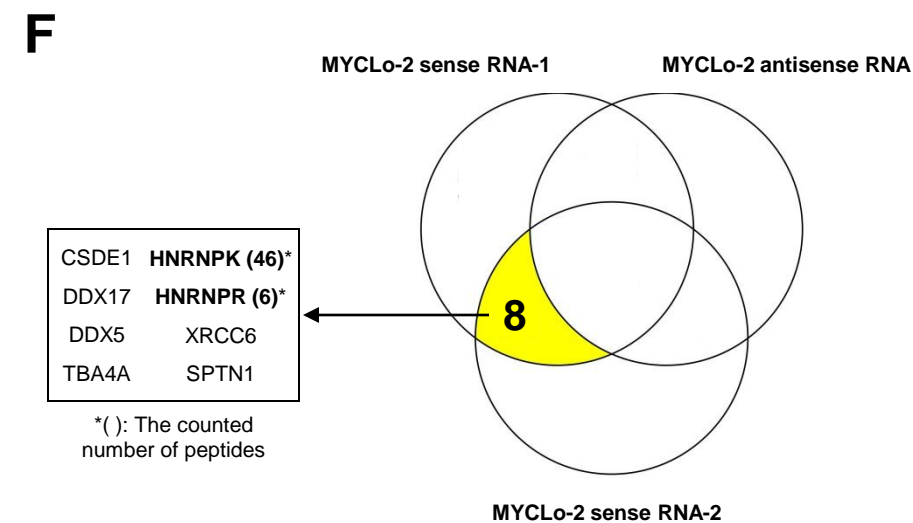 F
MYCLo-2 sense RNA-1
MYCLo-2 antisense RNA
CSDE1 HNRNPK (46)*
DDX17 HNRNPR (6)*
DDX5 XRCC6
TBA4A SPTN1
8
*( ): The counted
number of peptides
MYCLo-2 sense RNA-2